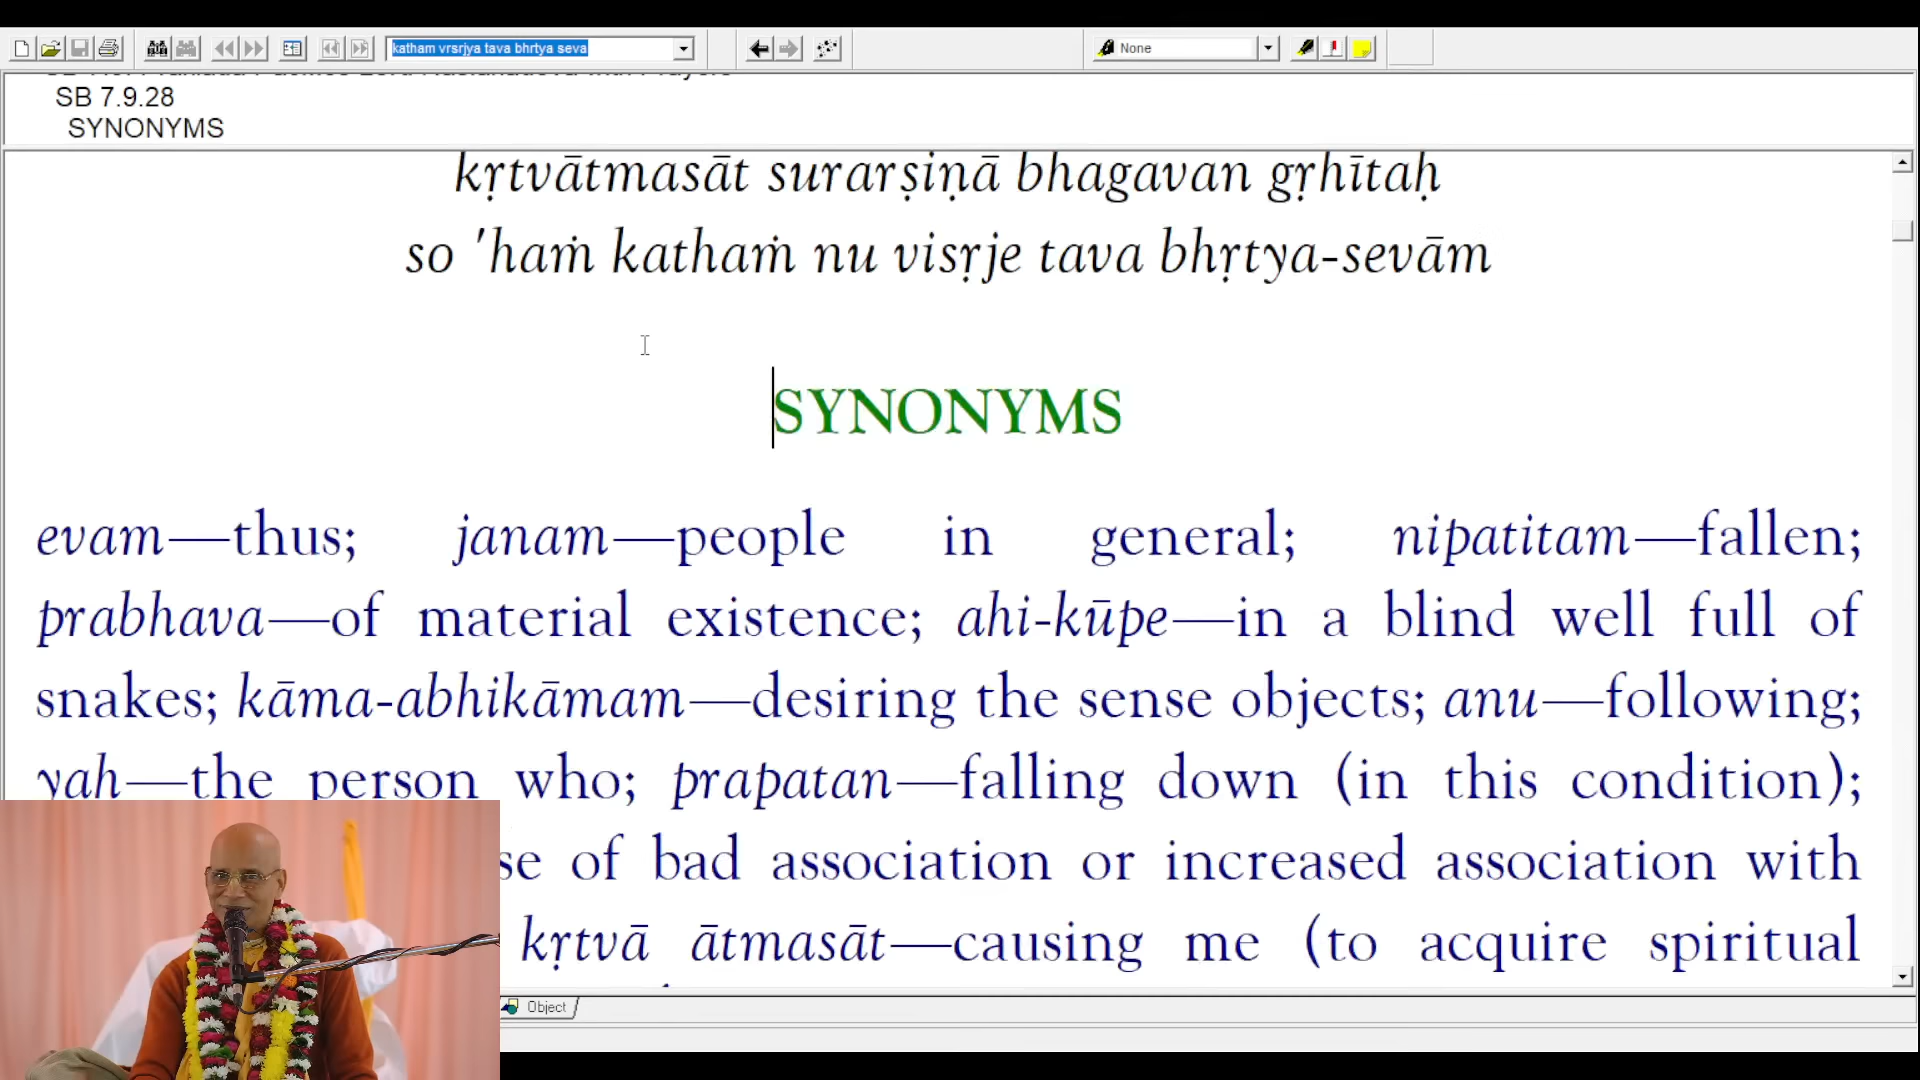 katham vrsrjya tava bhrtya seva
None
SB 7.9.28
SYNONYMS
kṛtvātmasāt surarṣiṇā bhagavan gṛhītaḥ
so 'haṁ kathaṁ nu visṛje tava bhṛtya-sevām
SYNONYMS
evam—thus; janam—people in general; nipatitam—fallen;
prabhava—of material existence; ahi-kūpe—in a blind well full of
snakes; kāma-abhikāmam—desiring the sense objects; anu—following;
yah—the person who; prapatan—falling down (in this condition);
se of bad association or increased association with
kṛtvā ātmasāt—causing me (to acquire spiritual
Object